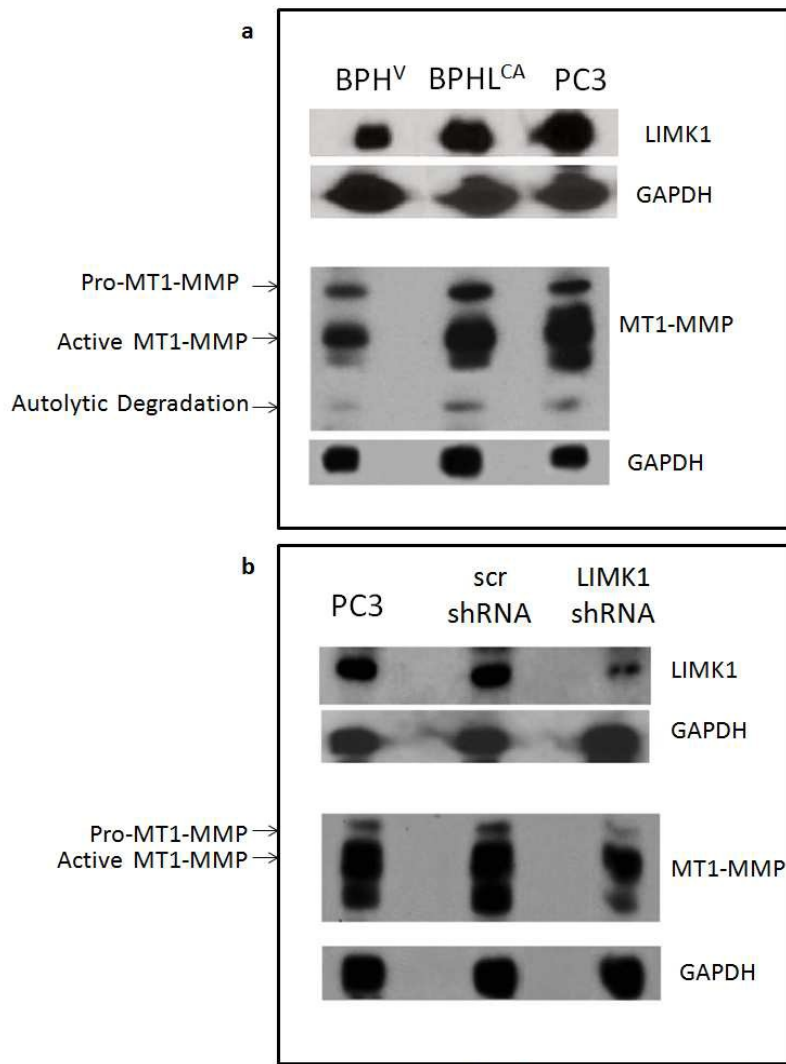 a
BPH^V BPHL^CA PC3
LIMK1
GAPDH
Pro-MT1-MMP
Active MT1-MMP
MT1-MMP
Autolytic Degradation
GAPDH
b
PC3
scr
shRNA
LIMK1
shRNA
LIMK1
GAPDH
Pro-MT1-MMP
Active MT1-MMP
MT1-MMP
GAPDH